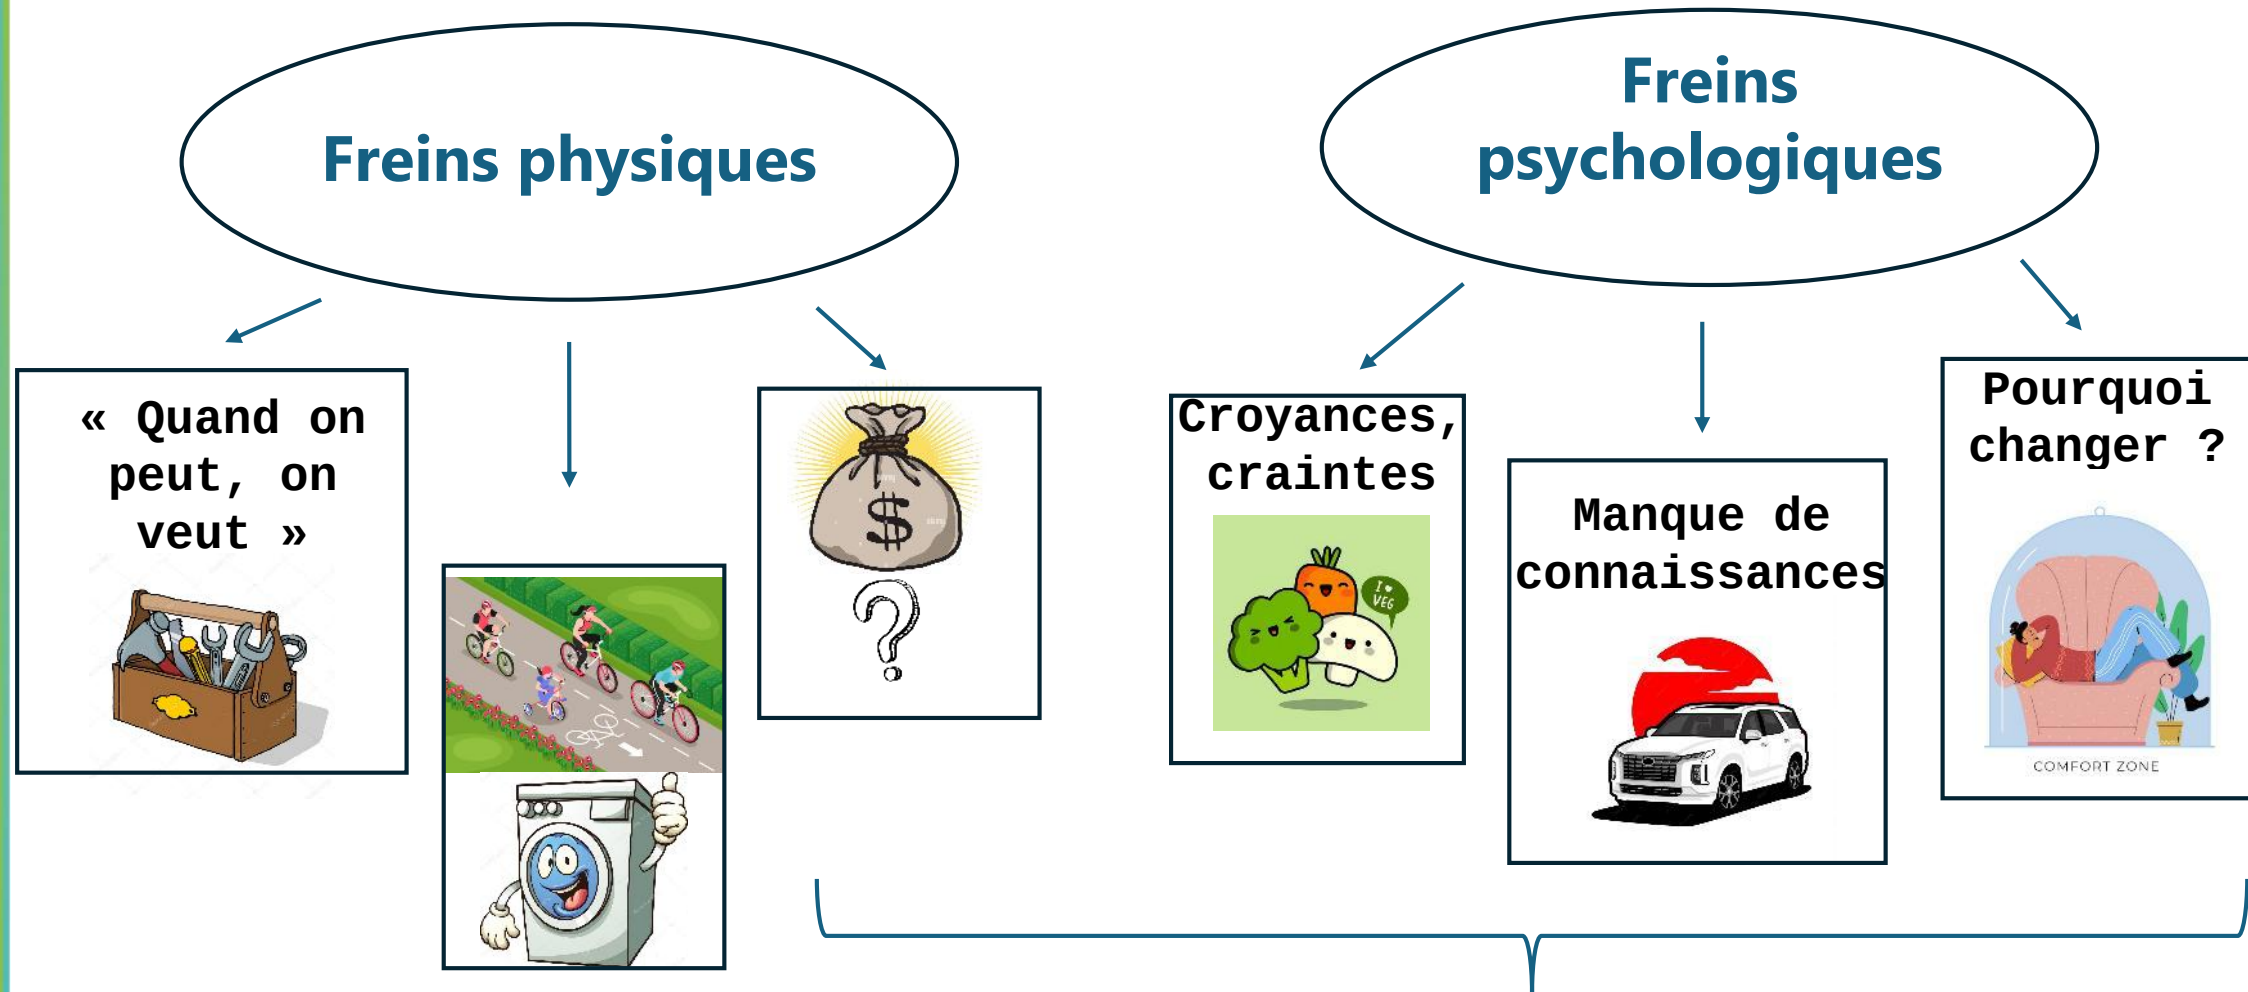 Freins physiques
Freins
psychologiques
« Quand on
peut, on
veut »
$
?
Croyances,
craintes
I ♥
VEG
Manque de
connaissances
Pourquoi
changer ?
COMFORT ZONE